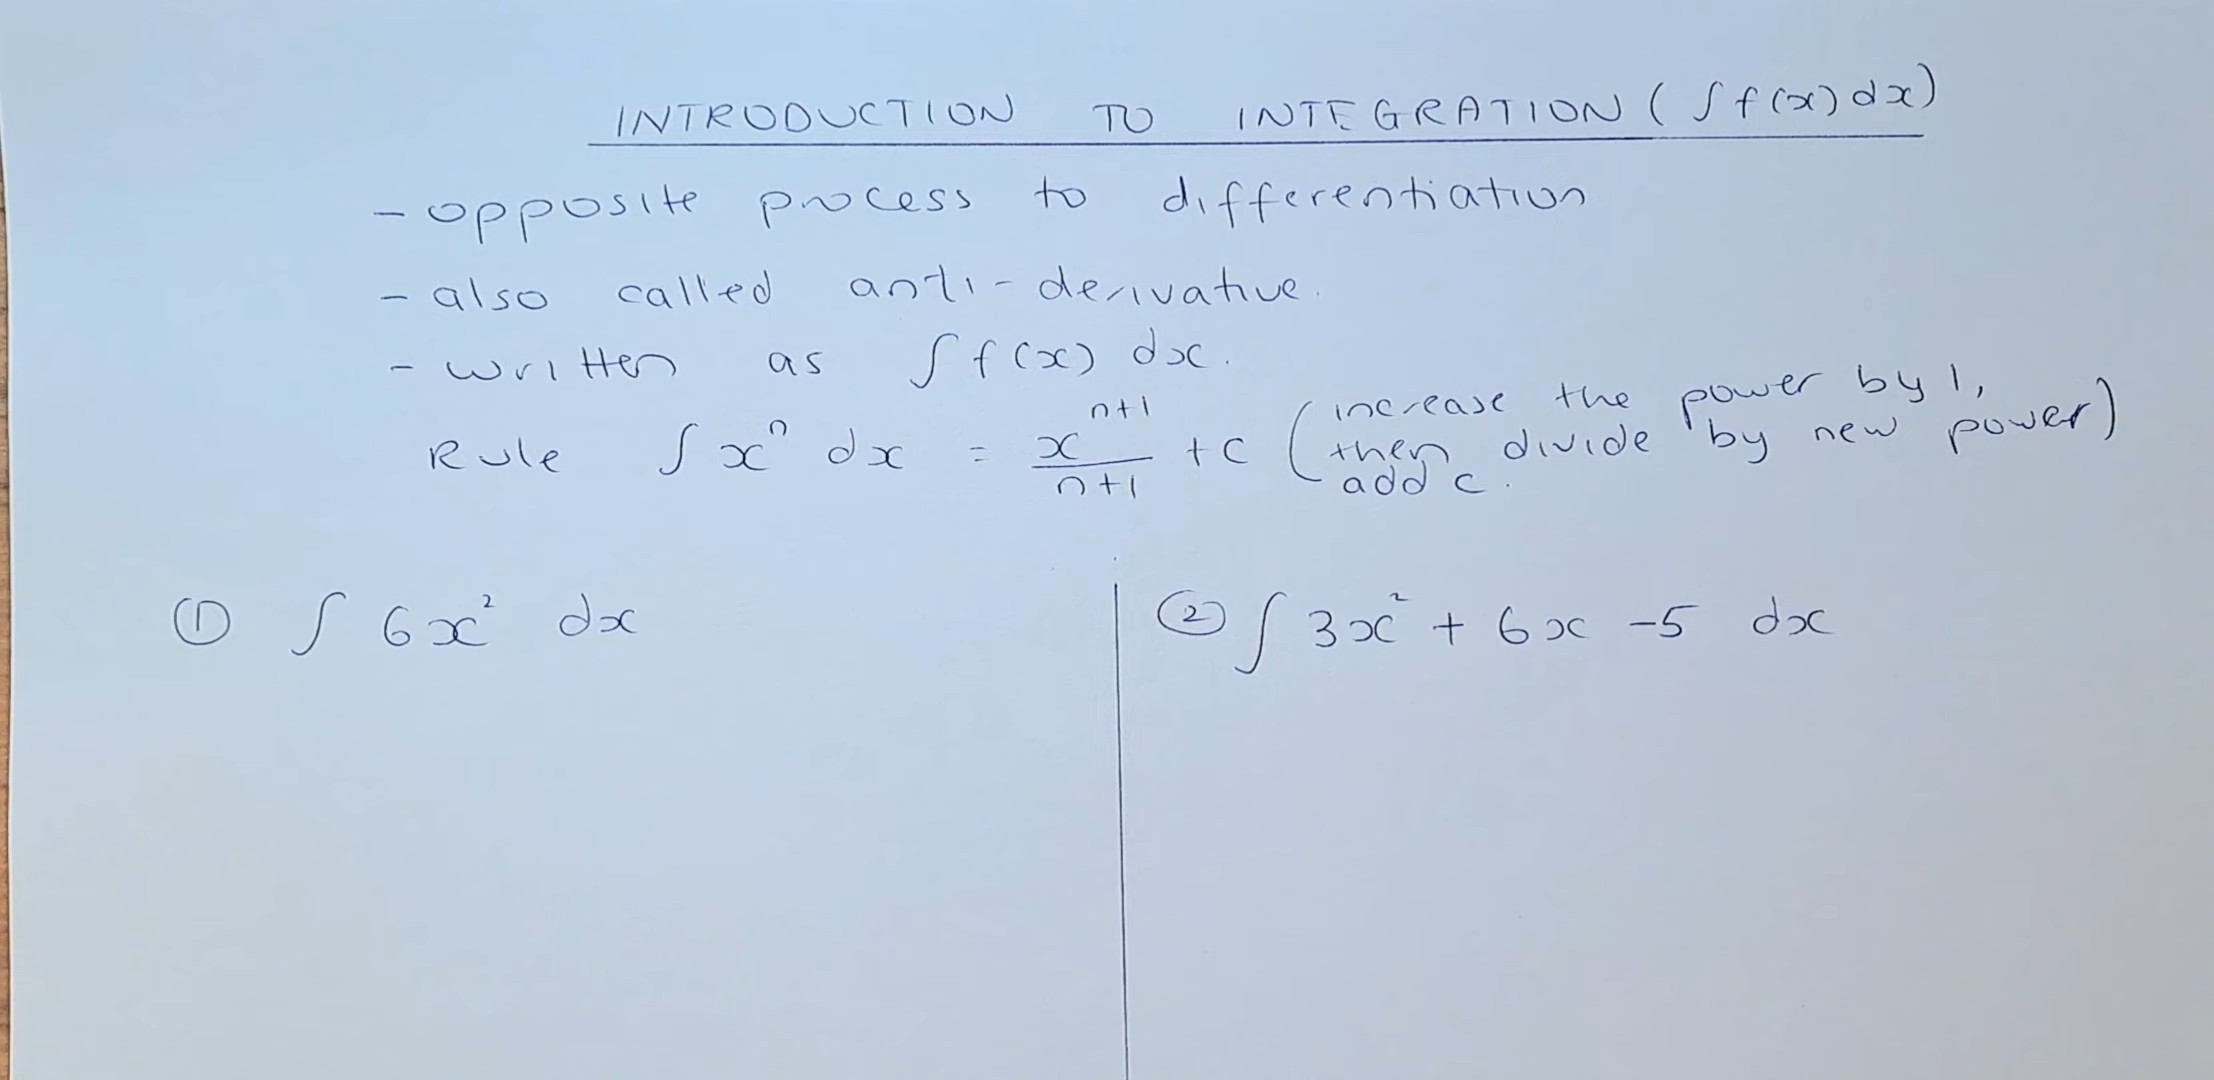 INTRODUCTION TO INTEGRATION (∫f(x)dx)
- opposite process to differentiation
- also called anti-derivative.
- written as ∫f(x) dx.
Rule ∫xⁿ dx = xⁿ⁺¹/n+1 + c (increase the power by 1,
then divide by new power)
add c.
① ∫ 6x² dx
② ∫ 3x² + 6x - 5 dx